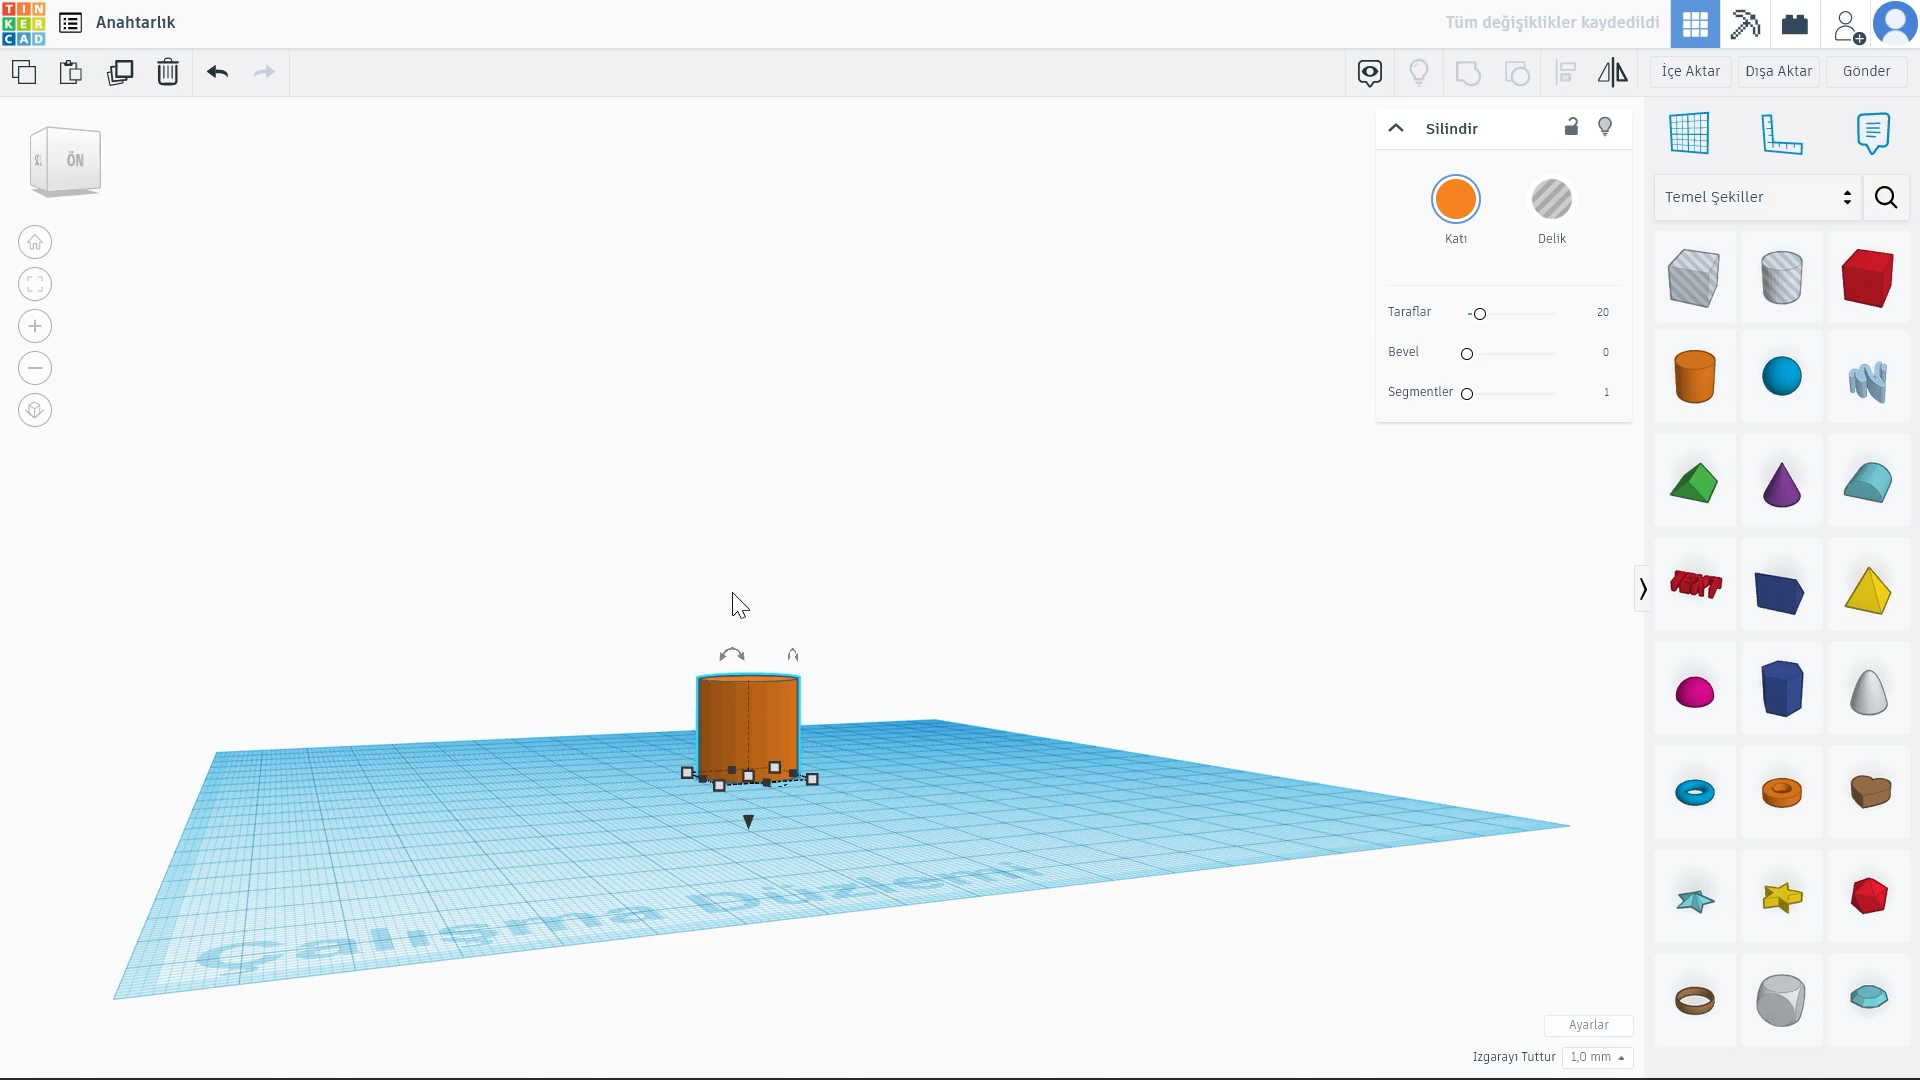 TIN
KER
CAD
Anahtarlık
Tüm değişiklikler kaydedildi
İçe Aktar
Dışa Aktar
Gönder
ÖN
Silindir
Katı
Delik
Taraflar
20
Bevel
0
Segmentler
1
Temel Şekiller
TEXT
Çalışma Düzlemi
Ayarlar
Izgarayı Tuttur
1,0 mm